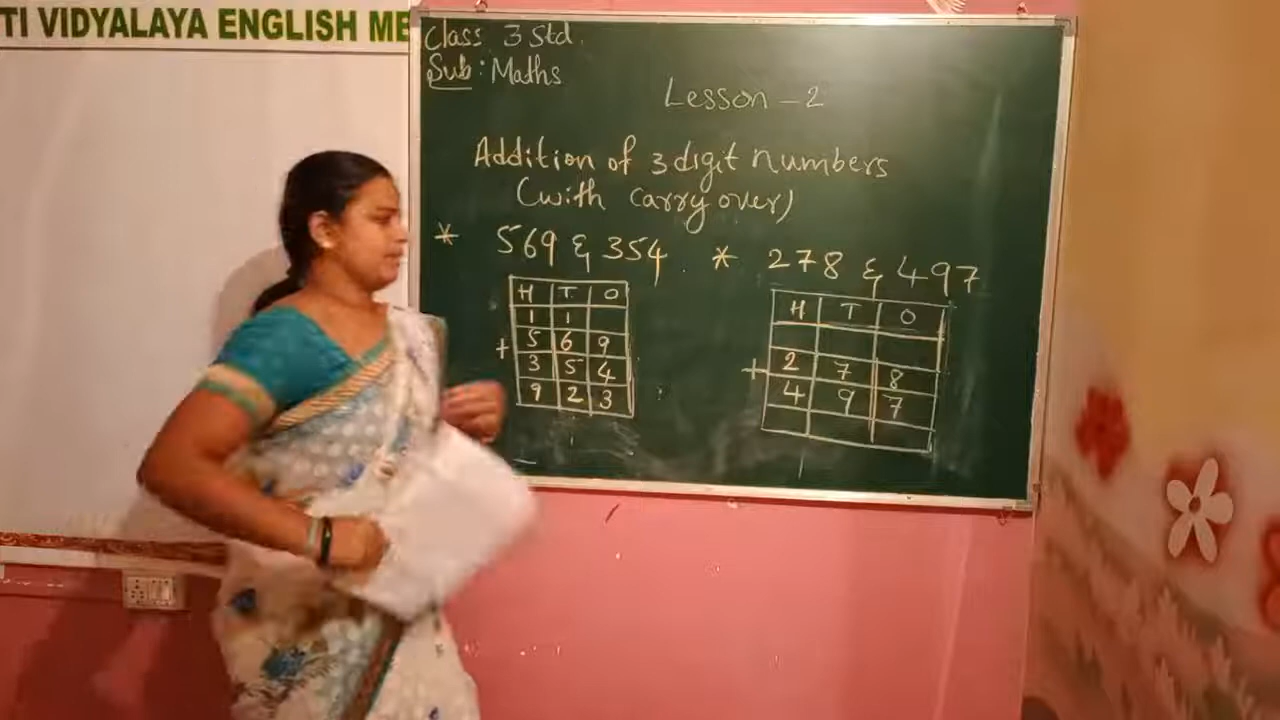 TI VIDYALAYA ENGLISH ME
Class 3 Std.
Sub: Maths
Lesson - 2
Addition of 3 digit numbers
(with carry over)
* 569 & 354
H T O
1 1
5 6 9
+
3 5 4
9 2 3
* 278 & 497
H T O
2 7 8
+
4 9 7